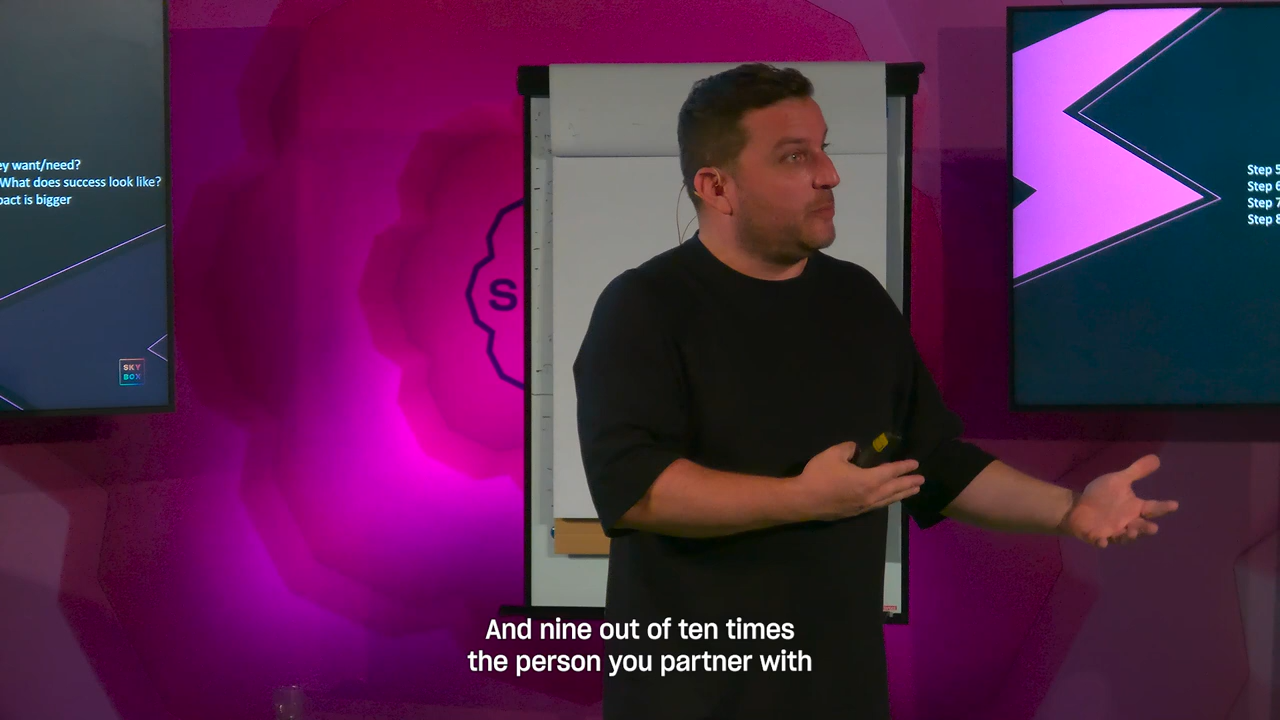 ey want/need?
What does success look like?
pact is bigger
SKY
BOX
S
Step 5
Step 6
Step 7
Step 8
And nine out of ten times
the person you partner with